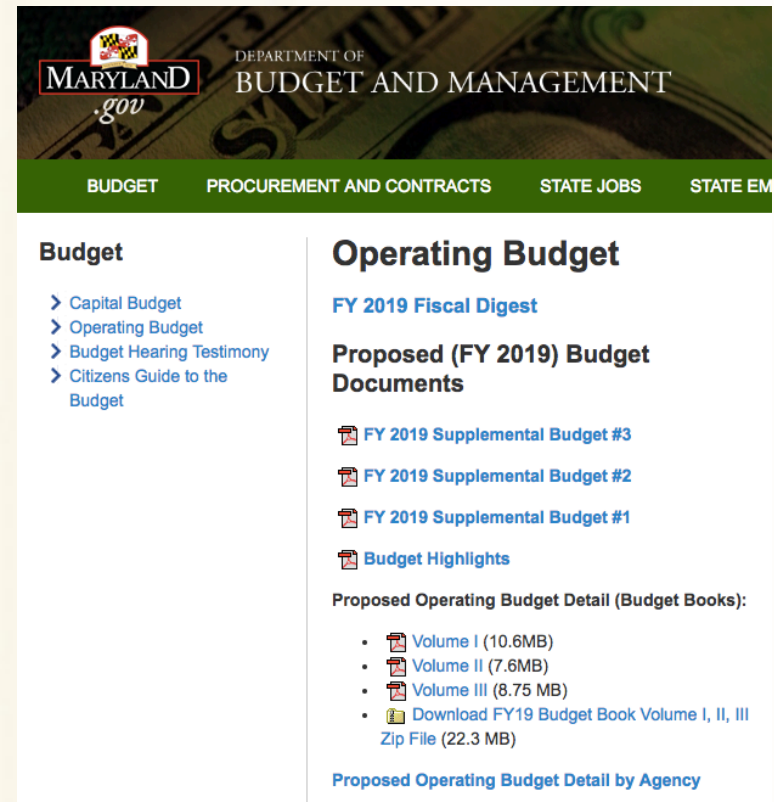 MARYLAND
.gov
DEPARTMENT OF
BUDGET AND MANAGEMENT
BUDGET PROCUREMENT AND CONTRACTS STATE JOBS STATE EM
Budget
Capital Budget
Operating Budget
Budget Hearing Testimony
Citizens Guide to the
Budget
Operating Budget
FY 2019 Fiscal Digest
Proposed (FY 2019) Budget
Documents
FY 2019 Supplemental Budget #3
FY 2019 Supplemental Budget #2
FY 2019 Supplemental Budget #1
Budget Highlights
Proposed Operating Budget Detail (Budget Books):
Volume I (10.6MB)
Volume II (7.6MB)
Volume III (8.75 MB)
Download FY19 Budget Book Volume I, II, III
Zip File (22.3 MB)
Proposed Operating Budget Detail by Agency